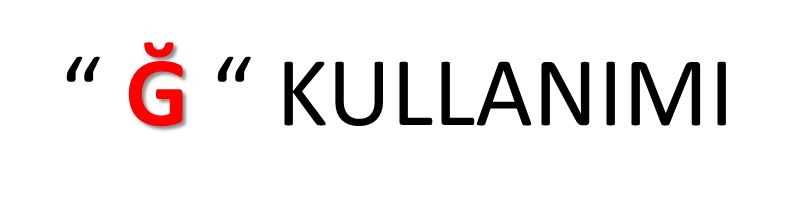 “ Ğ “ KULLANIMI